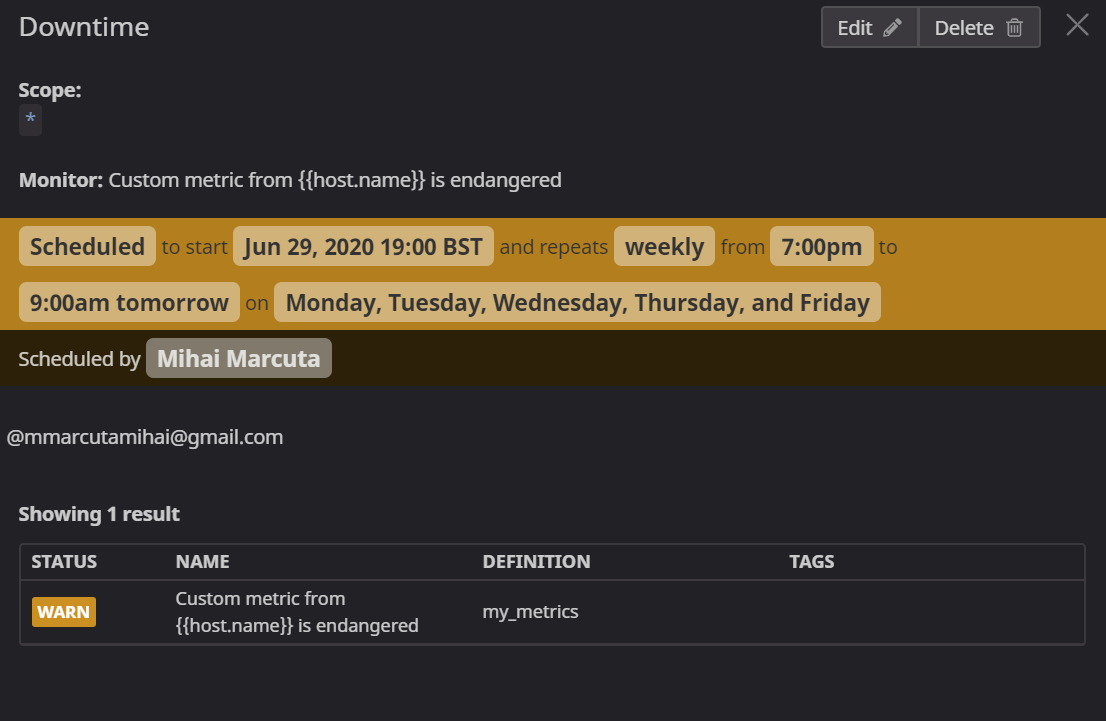 Downtime
Edit
Delete
Scope:
*
Monitor: Custom metric from {{host.name}} is endangered
Scheduled to start Jun 29, 2020 19:00 BST and repeats weekly from 7:00pm to
9:00am tomorrow on Monday, Tuesday, Wednesday, Thursday, and Friday
Scheduled by Mihai Marcuta
@mmarcutamihai@gmail.com
Showing 1 result
STATUS NAME DEFINITION TAGS
WARN
Custom metric from
{{host.name}} is endangered
my_metrics